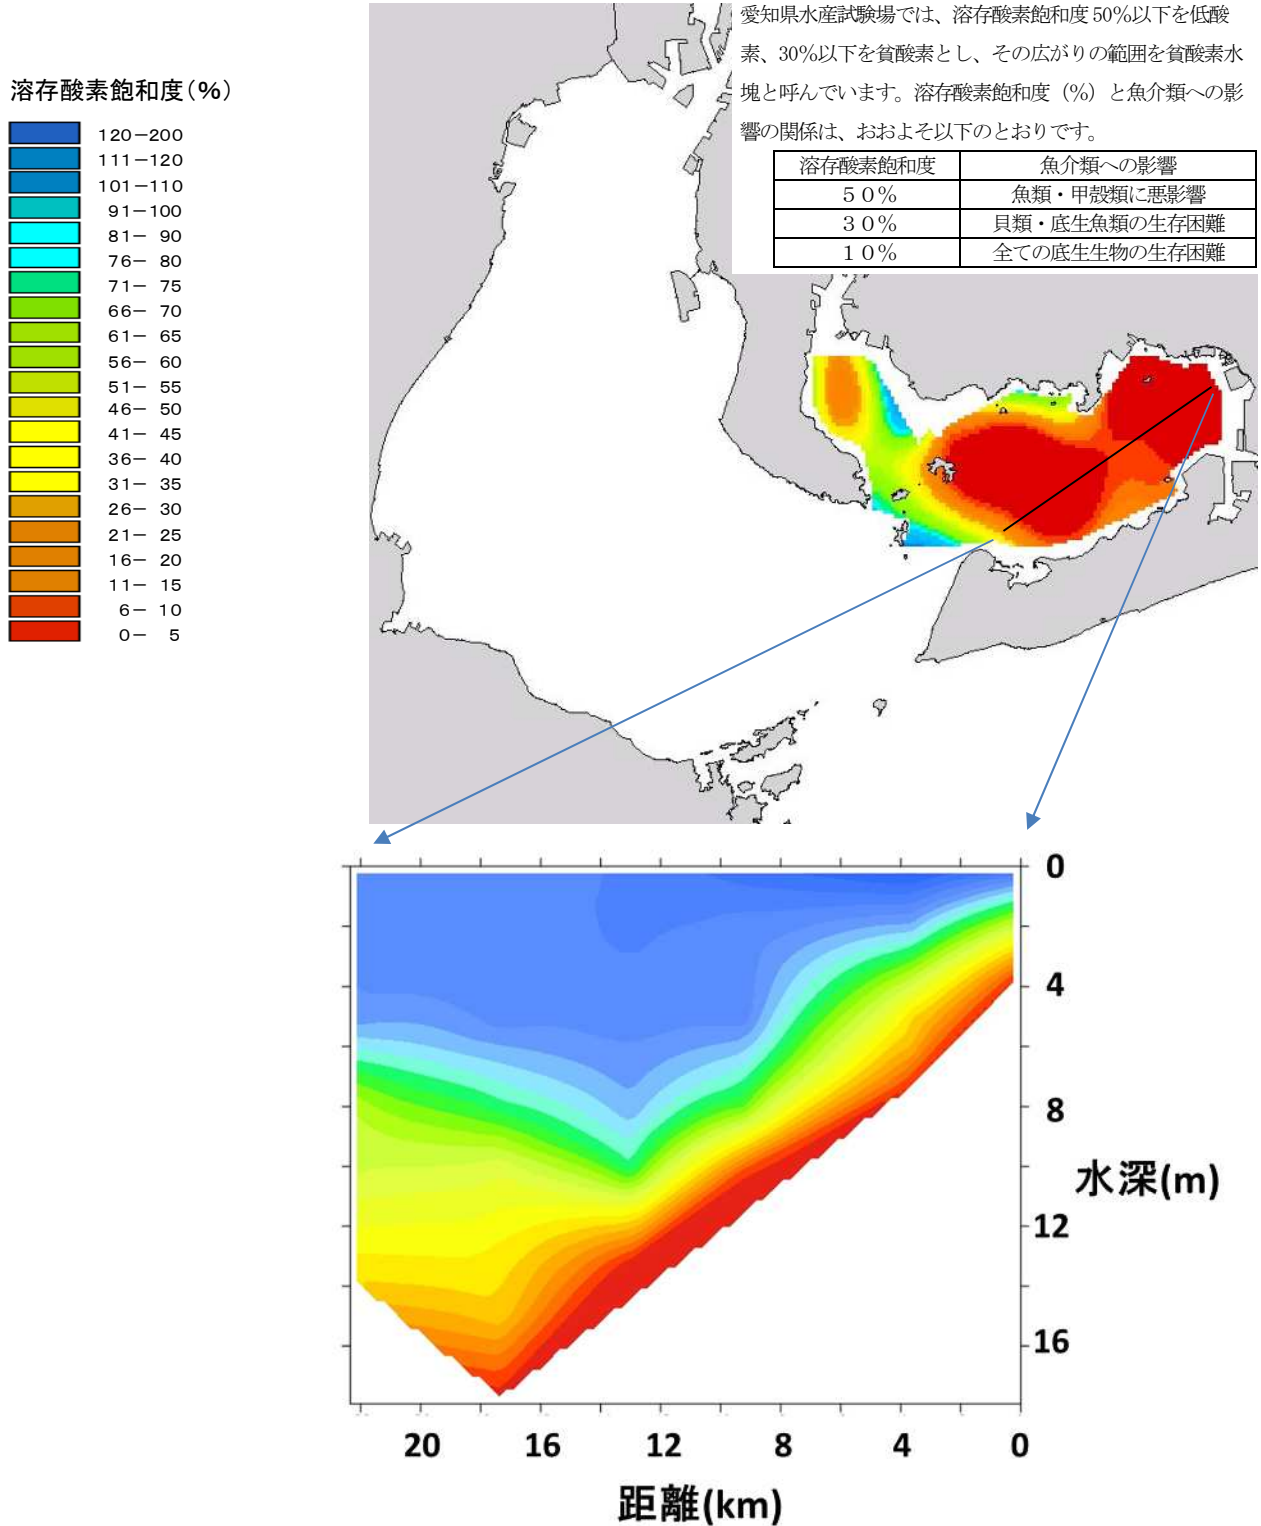 愛知県水産試験場では、溶存酸素飽和度 50％以下を低酸
素、30％以下を貧酸素とし、その広がりの範囲を貧酸素水
塊と呼んでいます。溶存酸素飽和度（％）と魚介類への影
響の関係は、おおよそ以下のとおりです。
溶存酸素飽和度 魚介類への影響
５０％ 魚類・甲殻類に悪影響
３０％ 貝類・底生魚類の生存困難
１０％ 全ての底生生物の生存困難
溶存酸素飽和度(％)
120－200
111－120
101－110
91－100
81－ 90
76－ 80
71－ 75
66－ 70
61－ 65
56－ 60
51－ 55
46－ 50
41－ 45
36－ 40
31－ 35
26－ 30
21－ 25
16－ 20
11－ 15
6－ 10
0－ 5
0
4
8
水深(m)
12
16
20 16 12 8 4 0
距離(km)